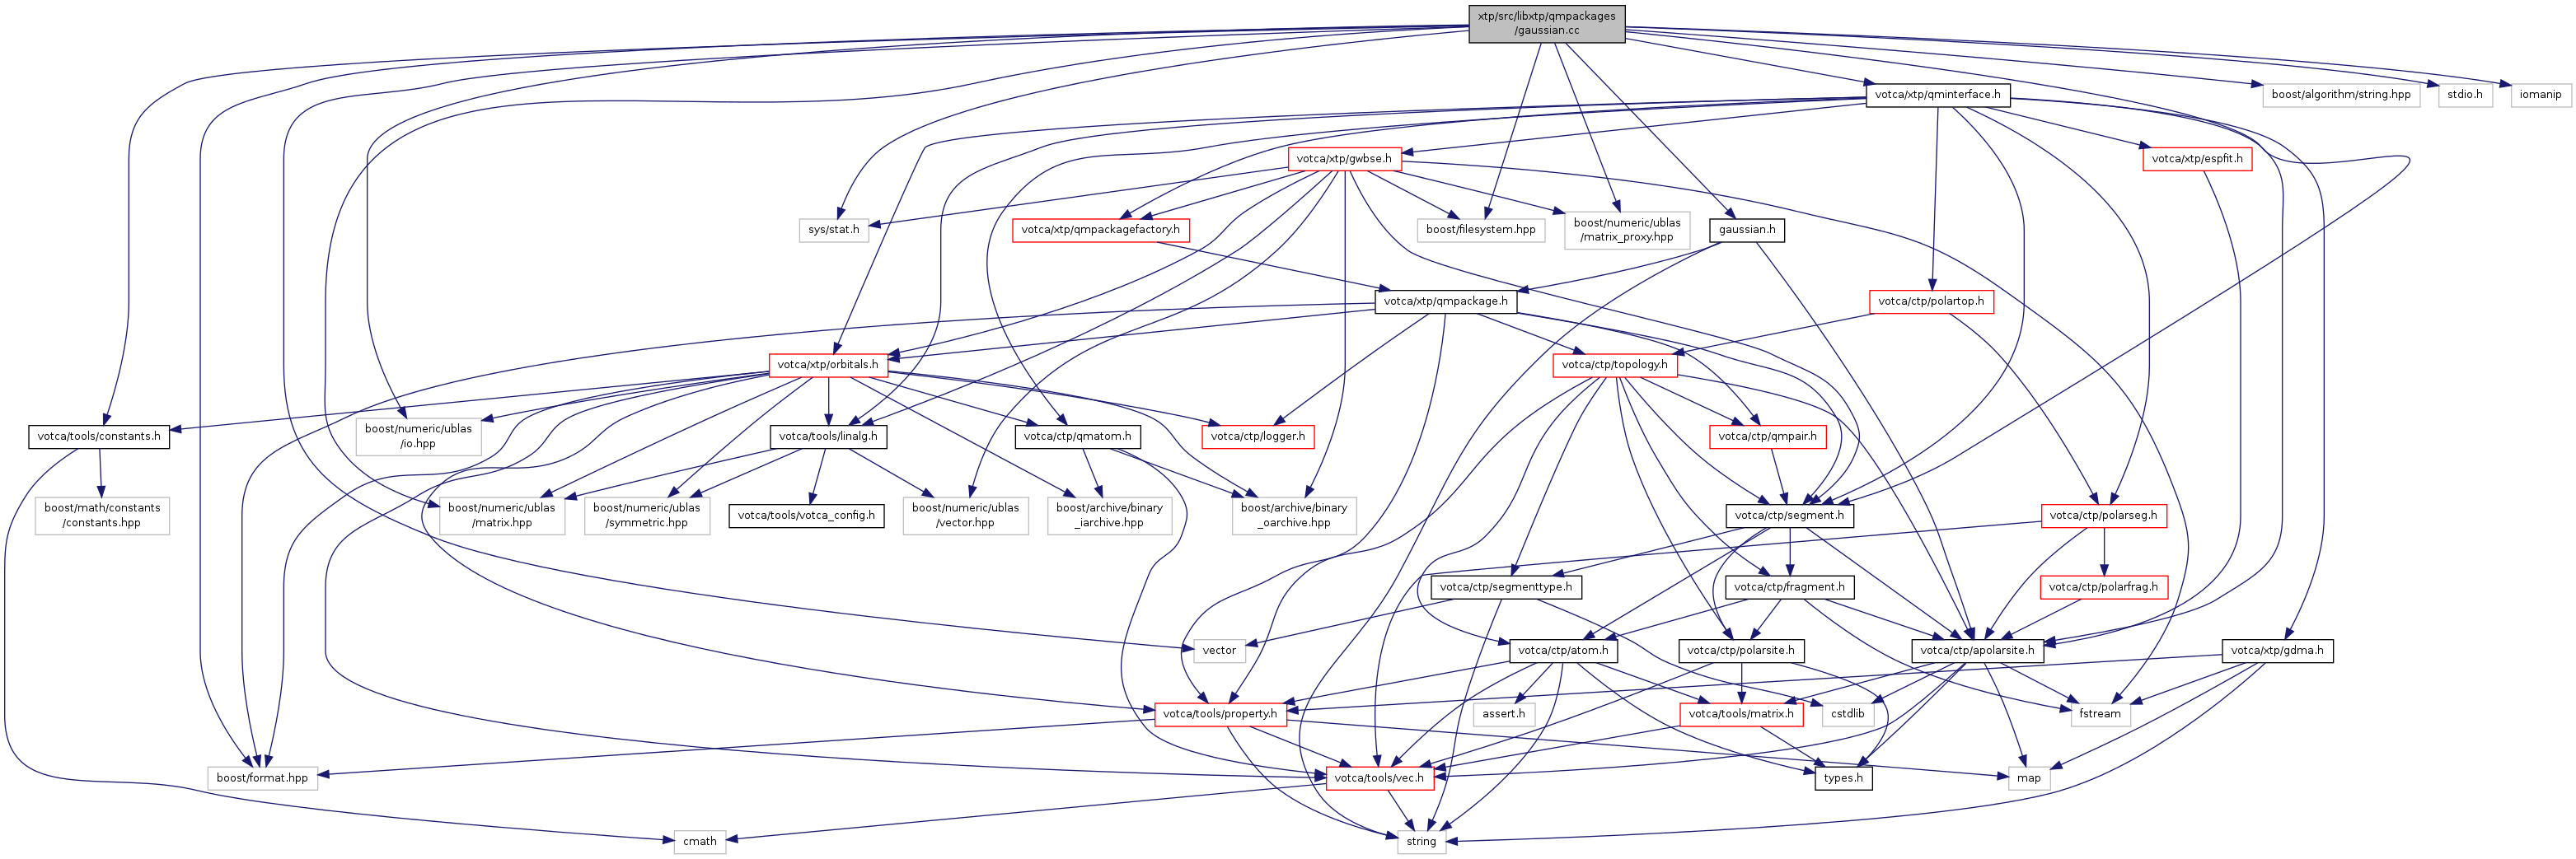 xtp/src/libxtp/qmpackages
/gaussian.cc
votca/xtp/qminterface.h
boost/algorithm/string.hpp
stdio.h
iomanip
votca/xtp/gwbse.h
votca/xtp/espfit.h
sys/stat.h
votca/xtp/qmpackagefactory.h
boost/filesystem.hpp
boost/numeric/ublas
/matrix_proxy.hpp
gaussian.h
votca/xtp/qmpackage.h
votca/ctp/polartop.h
votca/xtp/orbitals.h
votca/ctp/topology.h
votca/tools/constants.h
boost/numeric/ublas
/io.hpp
votca/tools/linalg.h
votca/ctp/qmatom.h
votca/ctp/logger.h
votca/ctp/qmpair.h
boost/math/constants
/constants.hpp
boost/numeric/ublas
/matrix.hpp
boost/numeric/ublas
/symmetric.hpp
votca/tools/votca_config.h
boost/numeric/ublas
/vector.hpp
boost/archive/binary
_iarchive.hpp
boost/archive/binary
_oarchive.hpp
votca/ctp/segment.h
votca/ctp/polarseg.h
votca/ctp/segmenttype.h
votca/ctp/fragment.h
votca/ctp/polarfrag.h
vector
votca/ctp/atom.h
votca/ctp/polarsite.h
votca/ctp/apolarsite.h
votca/xtp/gdma.h
votca/tools/property.h
assert.h
votca/tools/matrix.h
cstdlib
fstream
boost/format.hpp
votca/tools/vec.h
types.h
map
cmath
string